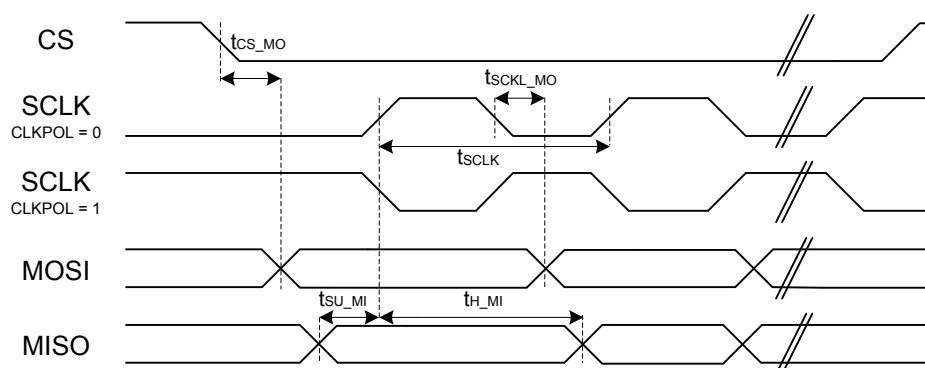 CS
tCS_MO
SCLK
CLKPOL = 0
tSCKL_MO
tSCLK
SCLK
CLKPOL = 1
MOSI
tSU_MI
tH_MI
MISO